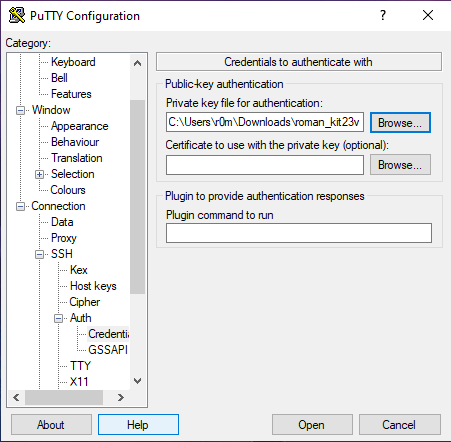 PuTTY Configuration
?
Category:
Keyboard
Bell
Features
Window
Appearance
Behaviour
Translation
Selection
Colours
Connection
Data
Proxy
SSH
Kex
Host keys
Cipher
Auth
Credentia
GSSAPI
TTY
X11
Credentials to authenticate with
Public-key authentication
Private key file for authentication:
C:\Users\r0m\Downloads\roman_kit23v Browse...
Certificate to use with the private key (optional):
Browse...
Plugin to provide authentication responses
Plugin command to run
About Help Open Cancel